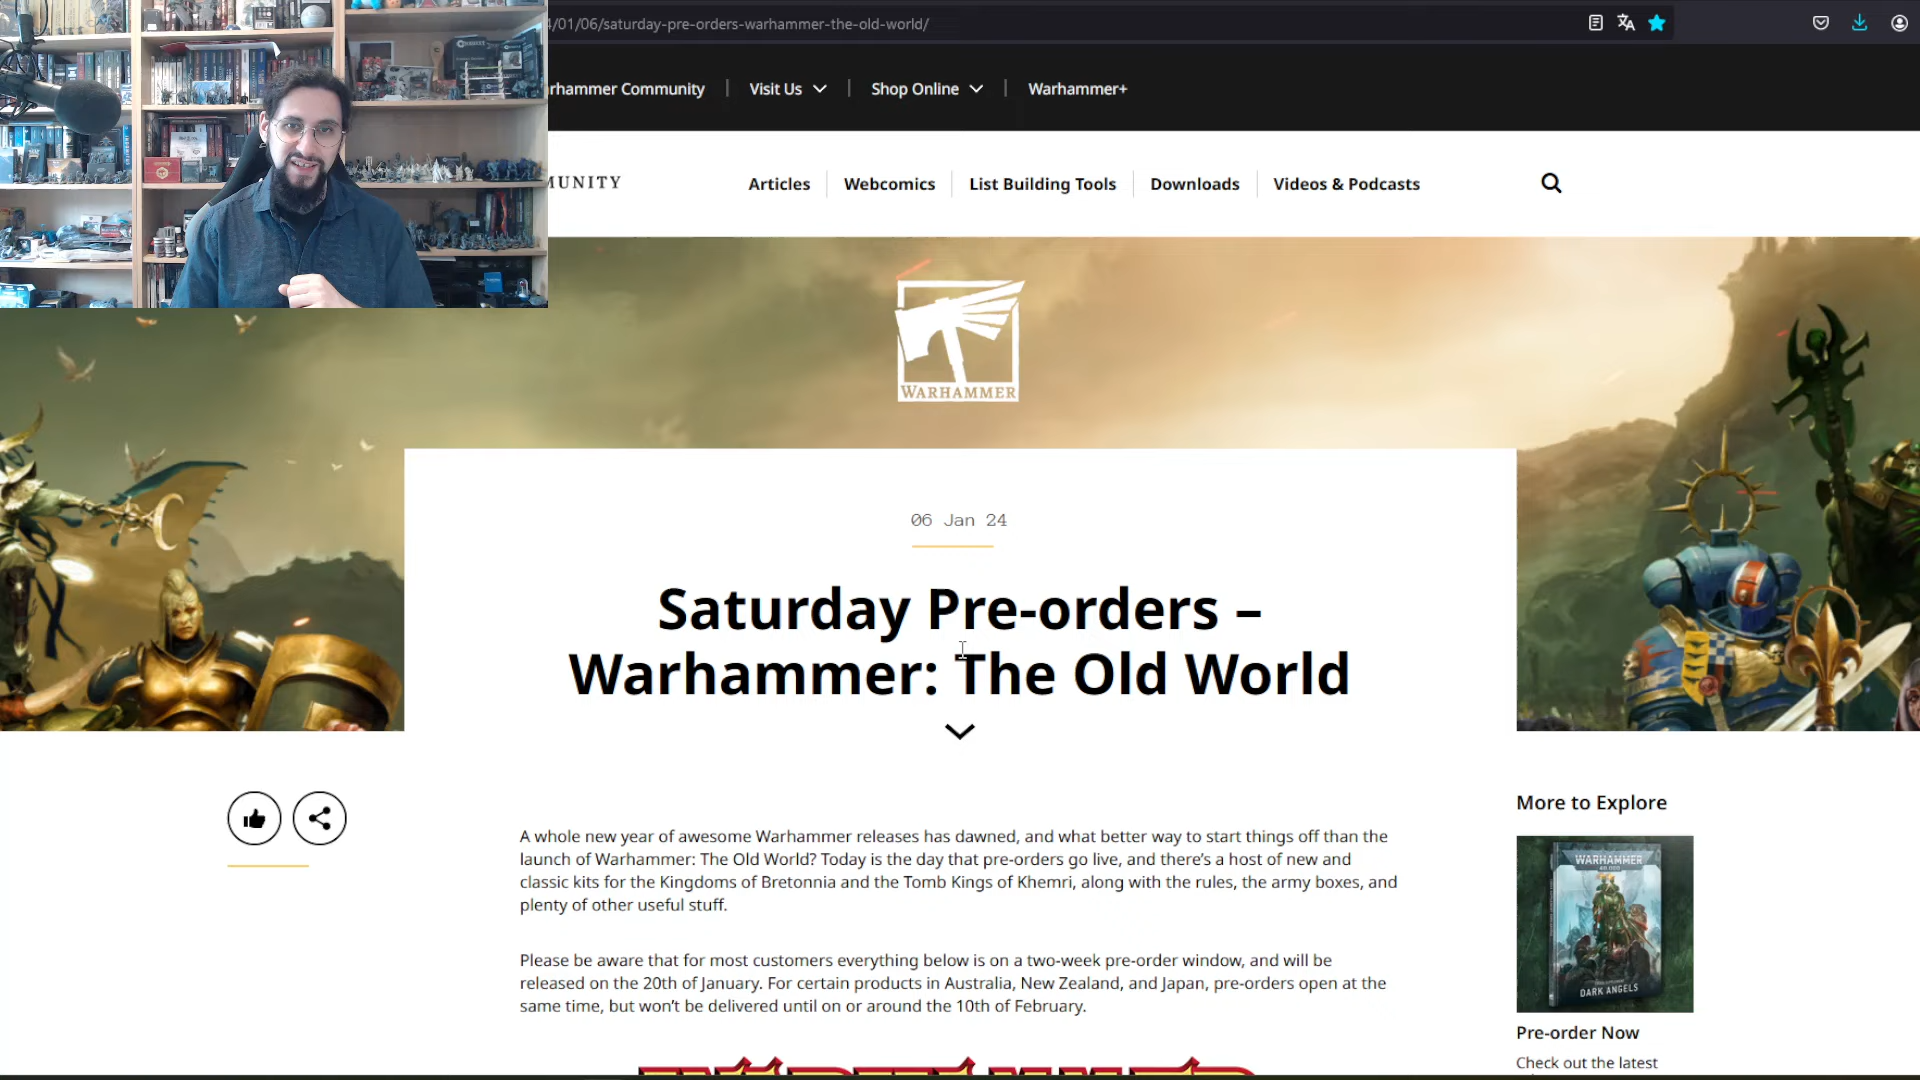 4/01/06/saturday-pre-orders-warhammer-the-old-world/
rhammer Community
Visit Us
Shop Online
Warhammer+
MUNITY
Articles
Webcomics
List Building Tools
Downloads
Videos & Podcasts
WARHAMMER
06 Jan 24
Saturday Pre-orders –
Warhammer: The Old World
A whole new year of awesome Warhammer releases has dawned, and what better way to start things off than the
launch of Warhammer: The Old World? Today is the day that pre-orders go live, and there's a host of new and
classic kits for the Kingdoms of Bretonnia and the Tomb Kings of Khemri, along with the rules, the army boxes, and
plenty of other useful stuff.
Please be aware that for most customers everything below is on a two-week pre-order window, and will be
released on the 20th of January. For certain products in Australia, New Zealand, and Japan, pre-orders open at the
same time, but won't be delivered until on or around the 10th of February.
More to Explore
WARHAMMER
40,000
DARK ANGELS
Pre-order Now
Check out the latest